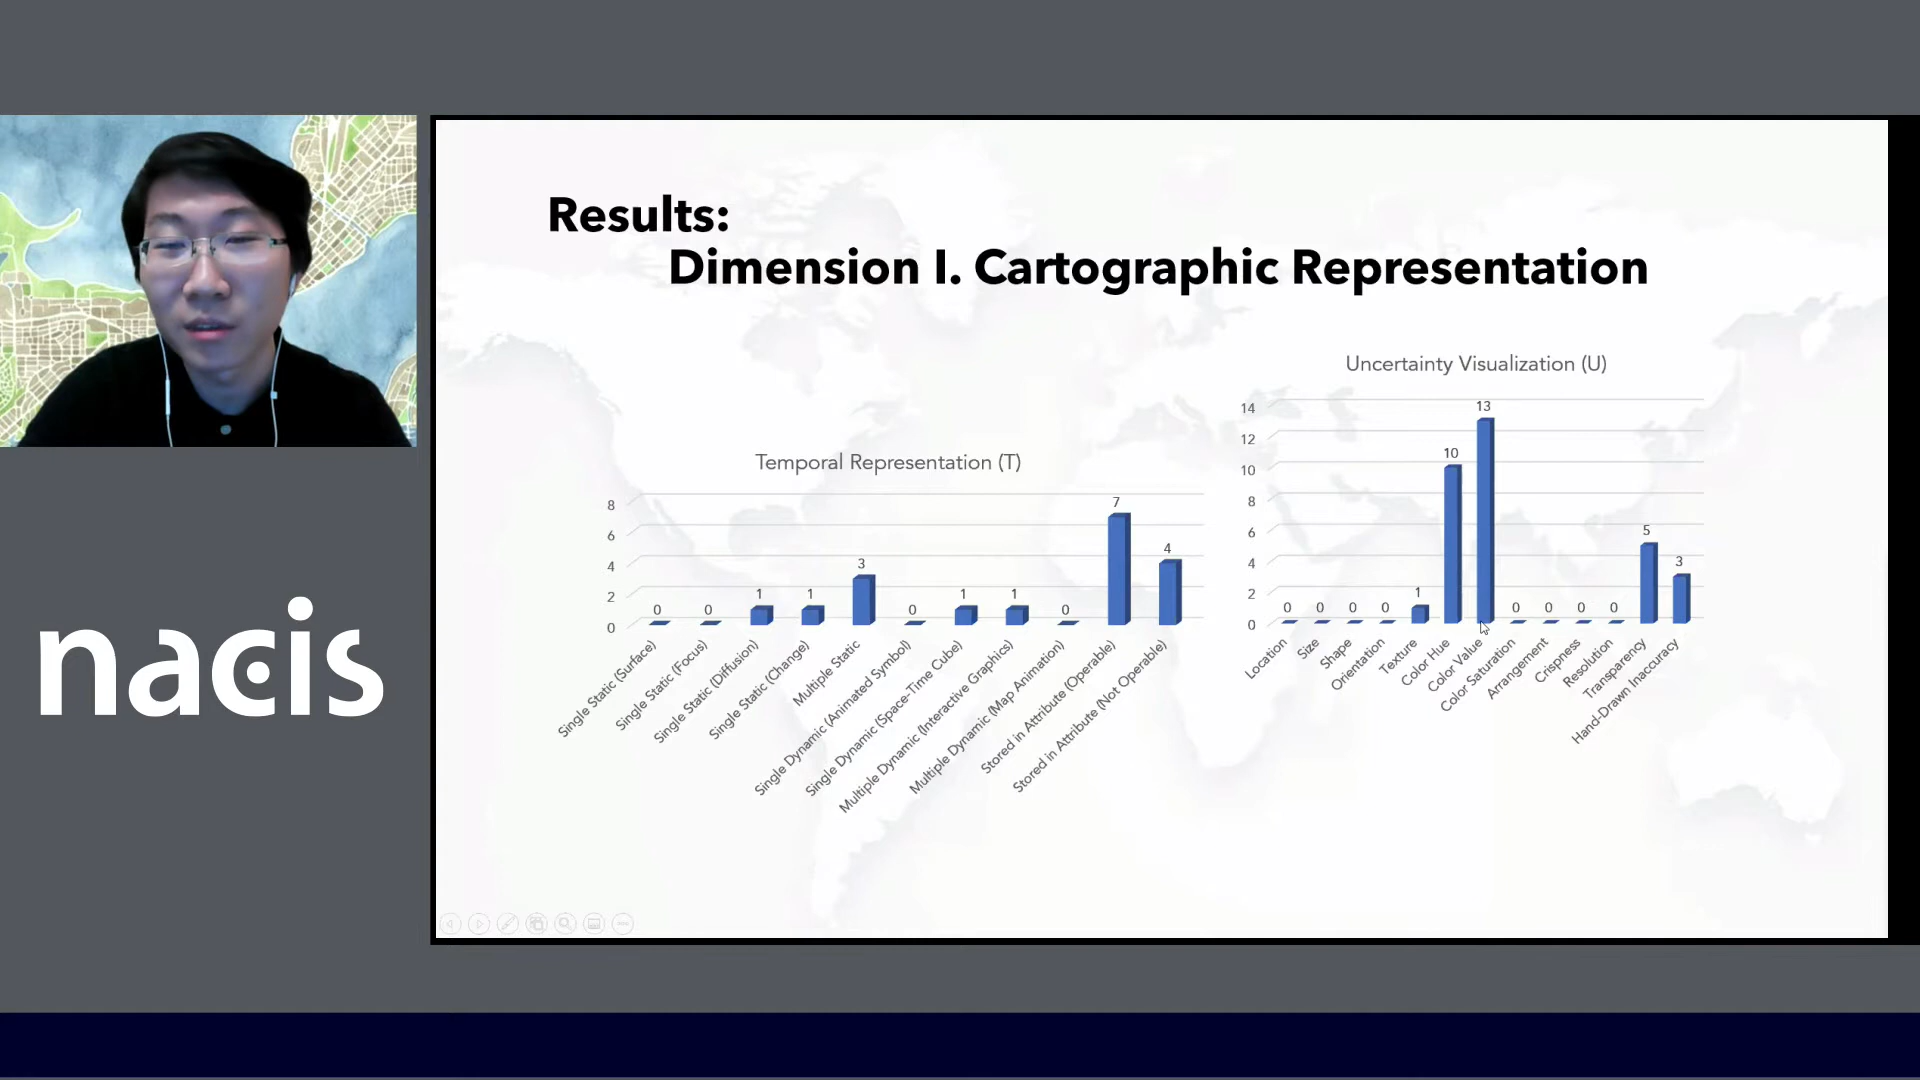 Results:
Dimension I. Cartographic Representation
Temporal Representation (T)
8
6
4
2
0
0
0
1
1
3
0
1
1
0
7
4
Single Static (Surface)
Single Static (Focus)
Single Static (Diffusion)
Single Static (Change)
Multiple Static
Single Dynamic (Animated Symbol)
Single Dynamic (Space-Time Cube)
Multiple Dynamic (Interactive Graphics)
Multiple Dynamic (Map Animation)
Stored in Attribute (Operable)
Stored in Attribute (Not Operable)
Uncertainty Visualization (U)
14
12
10
8
6
4
2
0
0
0
0
0
1
10
13
0
0
0
0
5
3
Location
Size
Shape
Orientation
Texture
Color Hue
Color Value
Color Saturation
Arrangement
Crispness
Resolution
Transparency
Hand-Drawn Inaccuracy
nacis